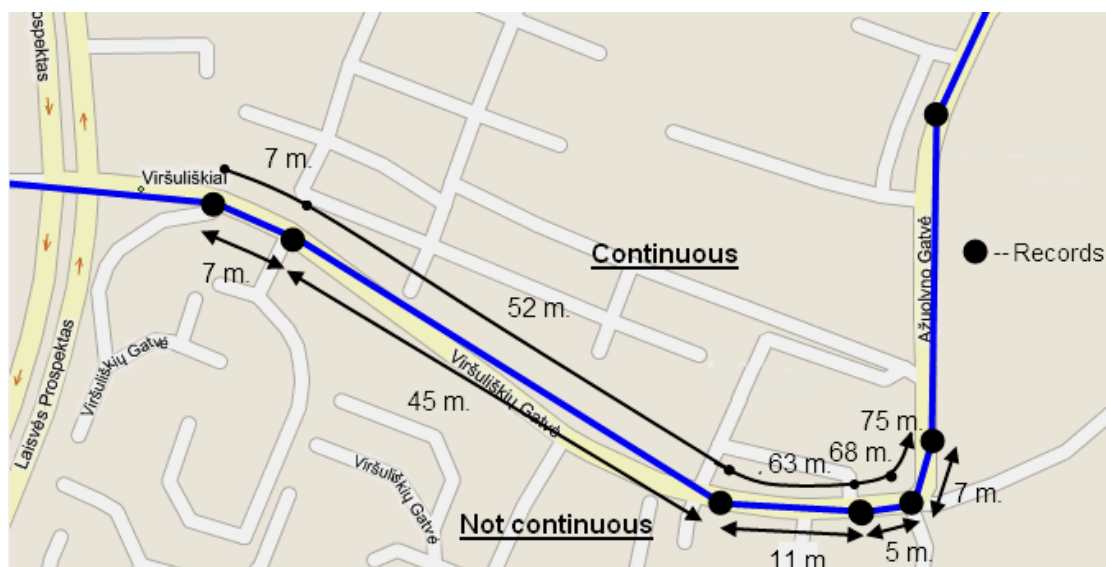 Prospektas
Viršuliškiai
7 m.
Continuous
-- Records
Ažuolyno Gatvė
7 m.
52 m.
Viršuliškių Gatvė
Viršuliškių Gatvė
Laisvės Prospektas
45 m.
75 m.
68 m.
63 m.
Viršuliškių Gatvė
7 m.
Not continuous
11 m.
5 m.